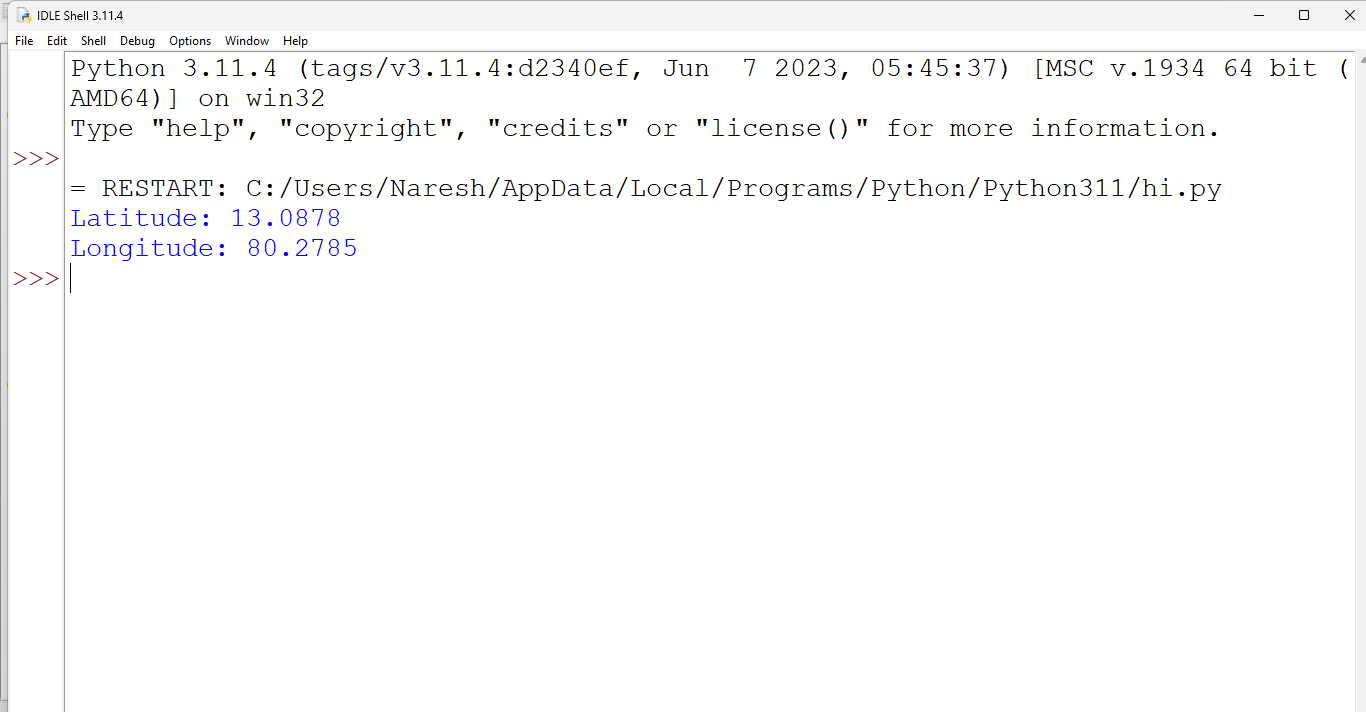 IDLE Shell 3.11.4
File Edit Shell Debug Options Window Help
Python 3.11.4 (tags/v3.11.4:d2340ef, Jun  7 2023, 05:45:37) [MSC v.1934 64 bit (
AMD64)] on win32
Type "help", "copyright", "credits" or "license()" for more information.
>>>
= RESTART: C:/Users/Naresh/AppData/Local/Programs/Python/Python311/hi.py
Latitude: 13.0878
Longitude: 80.2785
>>>